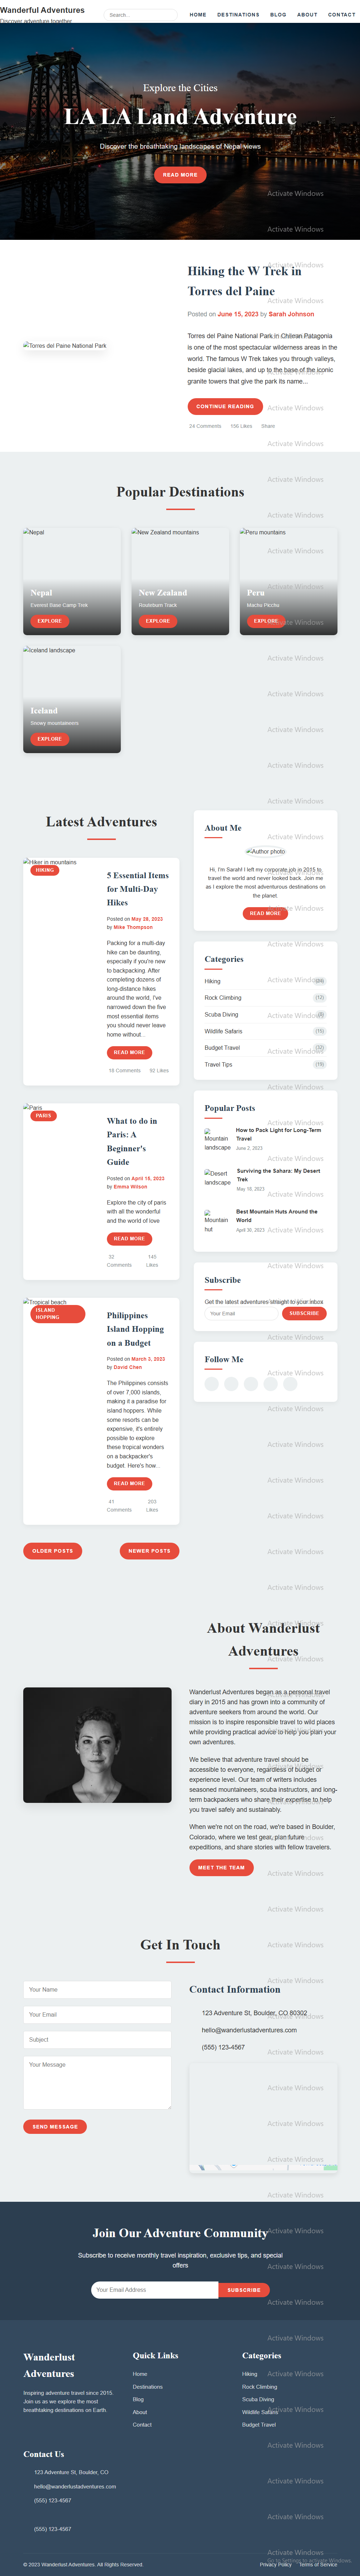 Wanderful Adventures
Discover adventure together
Search...
HOME DESTINATIONS BLOG ABOUT CONTACT
Explore the Cities
LA LA Land Adventure
Discover the breathtaking landscapes of Nepal views
READ MORE
Hiking the W Trek in
Torres del Paine
Posted on June 15, 2023 by Sarah Johnson
Torres del Paine National Park
Torres del Paine National Park in Chilean Patagonia
is one of the most spectacular wilderness areas in the
world. The famous W Trek takes you through valleys,
beside glacial lakes, and up to the base of the iconic
granite towers that give the park its name...
CONTINUE READING
24 Comments 156 Likes Share
Popular Destinations
Nepal
Nepal
Everest Base Camp Trek
EXPLORE
New Zealand mountains
New Zealand
Routeburn Track
EXPLORE
Peru mountains
Peru
Machu Picchu
EXPLORE
Iceland landscape
Iceland
Snowy mountaineers
EXPLORE
Latest Adventures
Hiker in mountains
HIKING
5 Essential Items
for Multi-Day
Hikes
Posted on May 28, 2023
by Mike Thompson
Packing for a multi-day
hike can be daunting,
especially if you're new
to backpacking. After
completing dozens of
long-distance hikes
around the world, I've
narrowed down the five
most essential items
you should never leave
home without...
READ MORE
18 Comments 92 Likes
Paris
PARIS
What to do in
Paris: A
Beginner's
Guide
Posted on April 15, 2023
by Emma Wilson
Explore the city of paris
with all the wonderful
and the world of love
READ MORE
32 Comments
145 Likes
Tropical beach
ISLAND
HOPPING
Philippines
Island Hopping
on a Budget
Posted on March 3, 2023
by David Chen
The Philippines consists
of over 7,000 islands,
making it a paradise for
island hoppers. While
some resorts can be
expensive, it's entirely
possible to explore
these tropical wonders
on a backpacker's
budget. Here's how...
READ MORE
41 Comments
203 Likes
OLDER POSTS
NEWER POSTS
About Me
Author photo
Hi, I'm Sarah! I left my corporate job in 2015 to
travel the world and never looked back. Join me
as I explore the most adventurous destinations on
the planet.
READ MORE
Categories
Hiking
Rock Climbing (12)
Scuba Diving (8)
Wildlife Safaris (15)
Budget Travel (32)
Travel Tips (19)
Popular Posts
Mountain
landscape
How to Pack Light for Long-Term
Travel
June 2, 2023
Desert
landscape
Surviving the Sahara: My Desert
Trek
May 18, 2023
Mountain
hut
Best Mountain Huts Around the
World
April 30, 2023
Subscribe
Get the latest adventures straight to your inbox
Your Email
SUBSCRIBE
Follow Me
About Wanderlust
Adventures
Wanderlust Adventures began as a personal travel
diary in 2015 and has grown into a community of
adventure seekers from around the world. Our
mission is to inspire responsible travel to wild places
while providing practical advice to help you plan your
own adventures.
We believe that adventure travel should be
accessible to everyone, regardless of budget or
experience level. Our team of writers includes
seasoned mountaineers, scuba instructors, and long-
term backpackers who share their expertise to help
you travel safely and sustainably.
When we're not on the road, we're based in Boulder,
Colorado, where we test gear, plan future
expeditions, and share stories with fellow travelers.
MEET THE TEAM
Get In Touch
Your Name
Your Email
Subject
Your Message
SEND MESSAGE
Contact Information
123 Adventure St, Boulder, CO 80302
hello@wanderlustadventures.com
(555) 123-4567
Join Our Adventure Community
Subscribe to receive monthly travel inspiration, exclusive tips, and special
offers
Your Email Address
SUBSCRIBE
Wanderlust
Adventures
Inspiring adventure travel since 2015.
Join us as we explore the most
breathtaking destinations on Earth.
Quick Links
Home
Destinations
Blog
About
Contact
Categories
Hiking
Rock Climbing
Scuba Diving
Wildlife Safaris
Budget Travel
Contact Us
123 Adventure St, Boulder, CO
hello@wanderlustadventures.com
(555) 123-4567
(555) 123-4567
© 2023 Wanderlust Adventures. All Rights Reserved.
Privacy Policy Terms of Service
Activate Windows
Go to Settings to activate Windows.